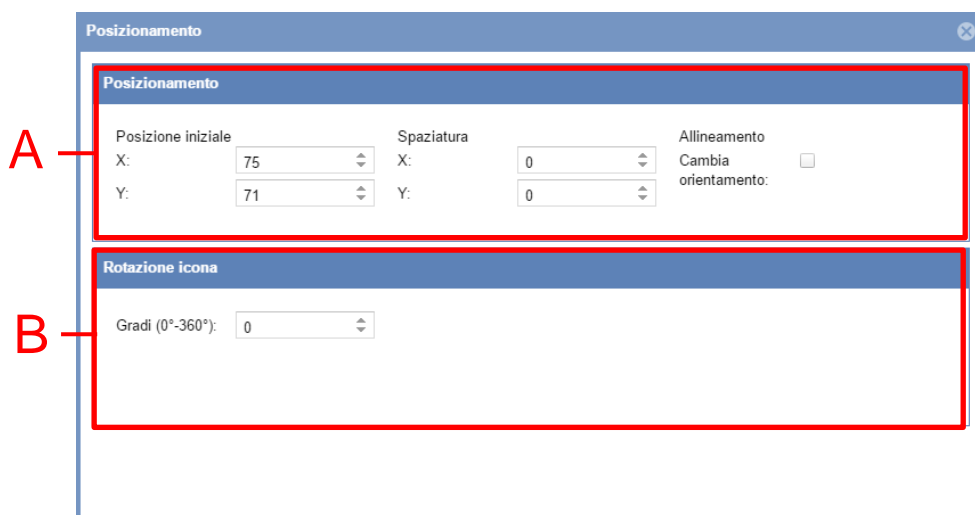 Posizionamento
A
Posizionamento
Posizione iniziale Spaziatura Allineamento
X: 75 X: 0 Cambia
orientamento:
Y: 71 Y: 0
B
Rotazione icona
Gradi (0°-360°): 0